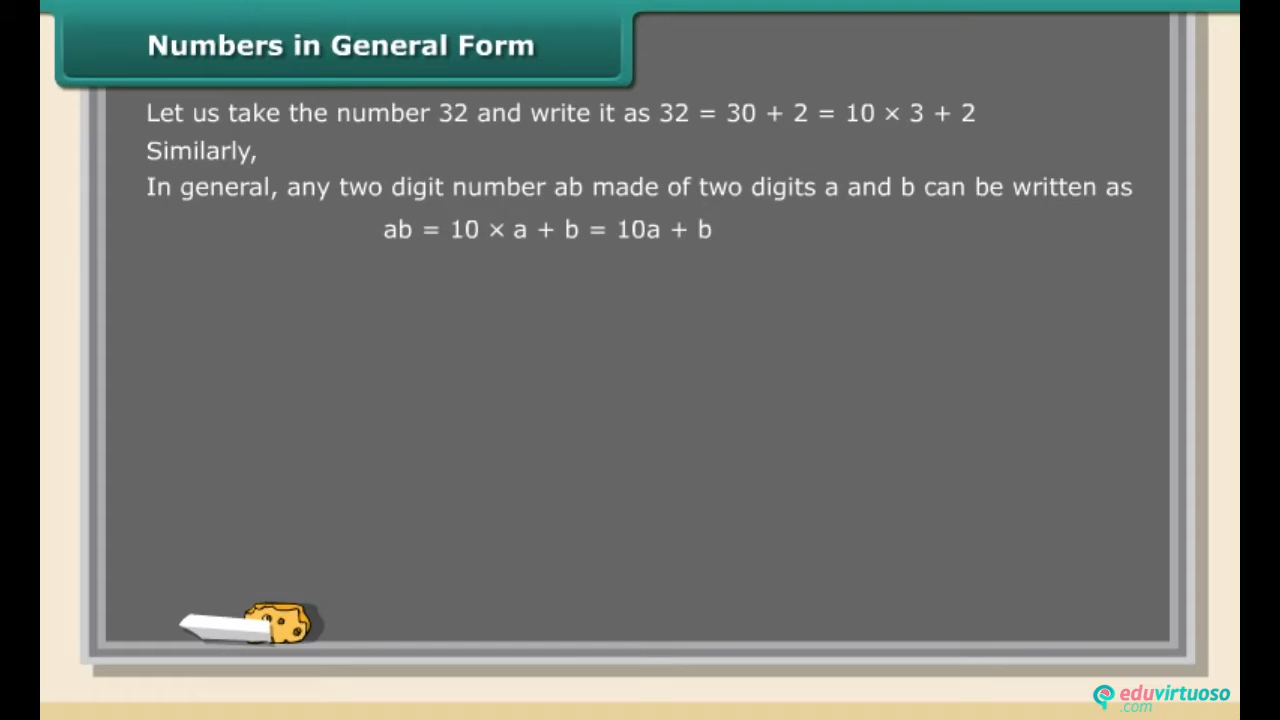 Numbers in General Form
Let us take the number 32 and write it as 32 = 30 + 2 = 10 × 3 + 2
Similarly,
In general, any two digit number ab made of two digits a and b can be written as
ab = 10 × a + b = 10a + b
eduvirtuoso
.com